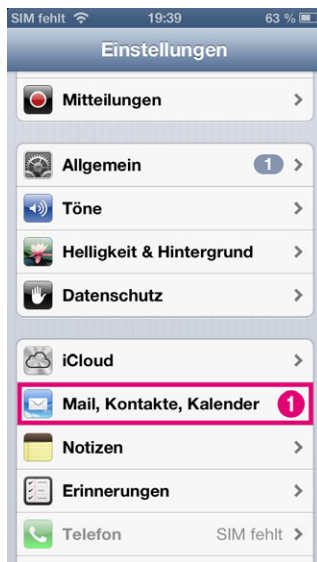 SIM fehlt 19:39 63 %
Einstellungen
Mitteilungen
Allgemein 1
Töne
Helligkeit & Hintergrund
Datenschutz
iCloud
Mail, Kontakte, Kalender 1
Notizen
Erinnerungen
Telefon SIM fehlt